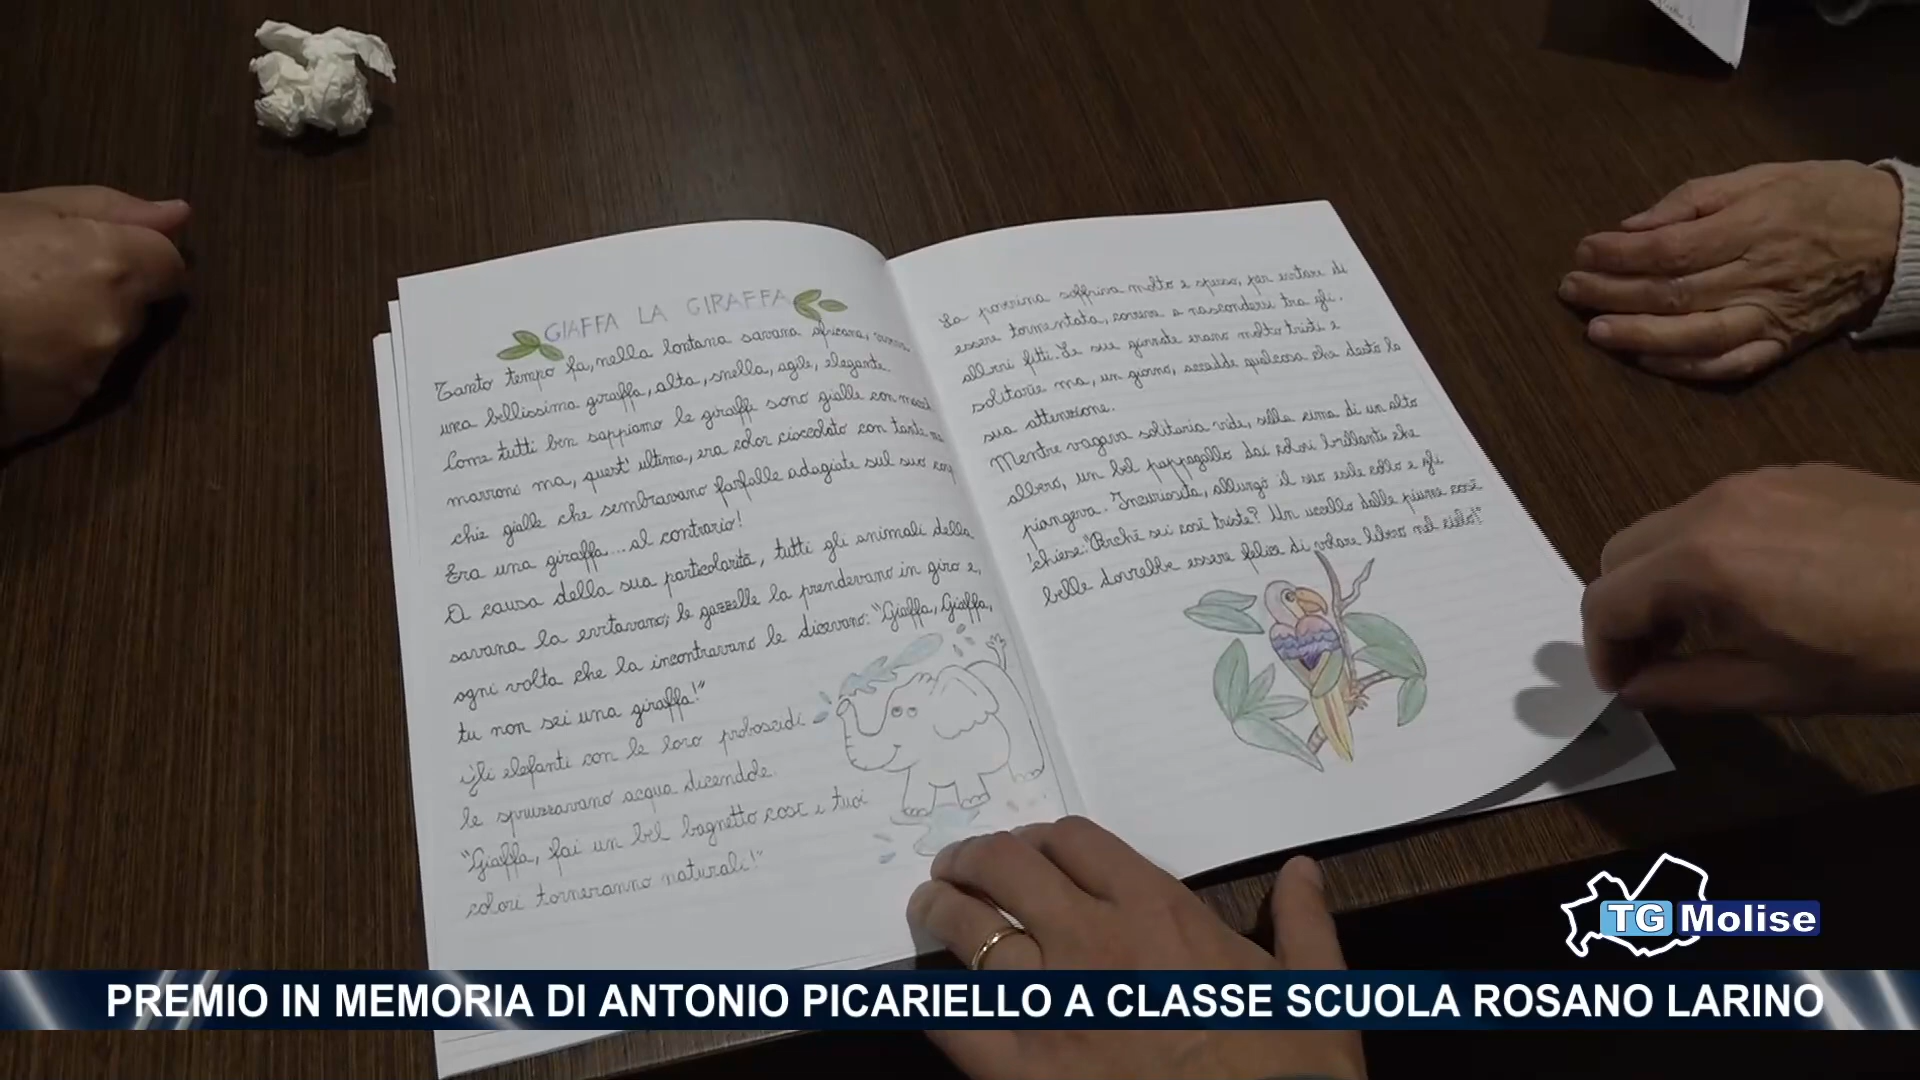 GIAFFA LA GIRAFFA
Tanto tempo fa, nella lontana savana africana,
una bellissima giraffa, alta, snella, agile, elegante.
Come tutti ben sappiamo le giraffe sono gialle con
marroni ma, quest'ultima, era color cioccolato con tante
chie gialle che sembravano farfalle adagiate sul suo
Era una giraffa... al contrario!
A causa della sua particolarità, tutti gli animali della
savana la evitavano; le gazzelle la prendevano in giro e,
ogni volta che la incontravano le dicevano: "Giaffa, Giaffa,
tu non sei una giraffa!"
Gli elefanti con le loro proboscidi
le spruzzavano acqua dicendole:
"Giaffa, fai un bel bagnetto così i tuoi
colori torneranno naturali!"
La poverina soffriva molto e spesso, per evitare di
essere tormentata, correva a nascondersi tra gli
alberi fitti. Le sue giornate erano molto tristi e
solitarie ma, un giorno, accadde qualcosa che destò la
sua attenzione.
Mentre vagava solitaria vide, sulla cima di un alto
albero, un bel pappagallo dai colori brillanti che
piangeva. Incuriosita, allungò il suo esile collo e gli
chiese: "Perché sei così triste? Un uccello dalle piume così
belle dovrebbe essere felice di volare libero nel cielo!"
TG Molise
PREMIO IN MEMORIA DI ANTONIO PICARIELLO A CLASSE SCUOLA ROSANO LARINO